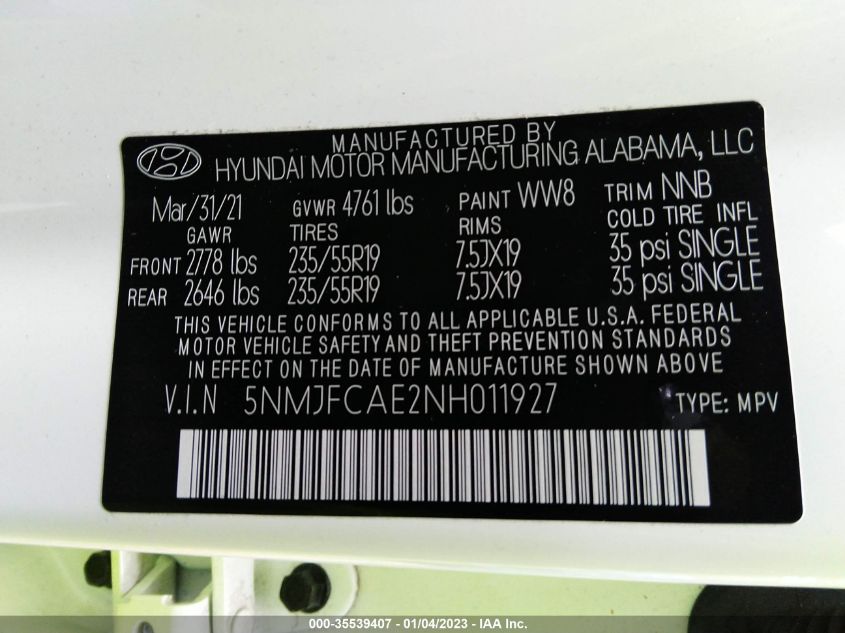 MANUFACTURED BY
HYUNDAI MOTOR MANUFACTURING ALABAMA, LLC
Mar/31/21 GVWR 4761 lbs PAINT WW8 TRIM NNB
GAWR TIRES RIMS COLD TIRE INFL
FRONT 2778 lbs 235/55R19 7.5JX19 35 psi SINGLE
REAR 2646 lbs 235/55R19 7.5JX19 35 psi SINGLE
THIS VEHICLE CONFORMS TO ALL APPLICABLE U.S.A. FEDERAL
MOTOR VEHICLE SAFETY AND THEFT PREVENTION STANDARDS
IN EFFECT ON THE DATE OF MANUFACTURE SHOWN ABOVE
V.I.N 5NMJFCAE2NH011927 TYPE: MPV
000-35539407 - 01/04/2023 - IAA Inc.